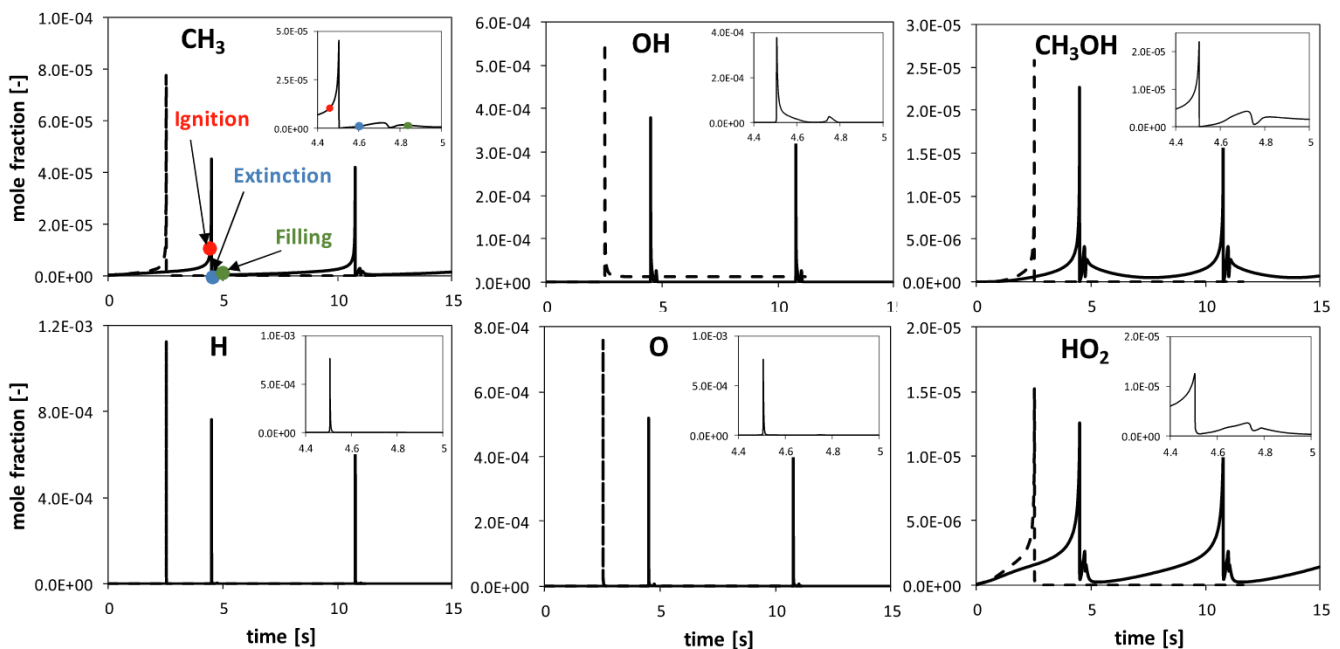 CH₃
OH
CH₃OH
mole fraction [-]
1.0E-04
8.0E-05
6.0E-05
4.0E-05
2.0E-05
0.0E+00
0 5 10 15
5.0E-05
2.5E-05
0.0E+00
4.4 4.6 4.8 5
Ignition
Extinction
Filling
6.0E-04
5.0E-04
4.0E-04
3.0E-04
2.0E-04
1.0E-04
0.0E+00
0 5 10 15
4.0E-04
2.0E-04
0.0E+00
4.4 4.6 4.8 5
3.0E-05
2.5E-05
2.0E-05
1.5E-05
1.0E-05
5.0E-06
0.0E+00
0 5 10 15
2.0E-05
1.0E-05
0.0E+00
4.4 4.6 4.8 5
H
O
HO₂
mole fraction [-]
1.2E-03
8.0E-04
4.0E-04
0.0E+00
0 5 10 15
time [s]
1.0E-03
5.0E-04
0.0E+00
4.4 4.6 4.8 5
8.0E-04
6.0E-04
4.0E-04
2.0E-04
0.0E+00
0 5 10 15
time [s]
1.0E-03
5.0E-04
0.0E+00
4.4 4.6 4.8 5
2.0E-05
1.5E-05
1.0E-05
5.0E-06
0.0E+00
0 5 10 15
time [s]
2.0E-05
1.0E-05
0.0E+00
4.4 4.6 4.8 5